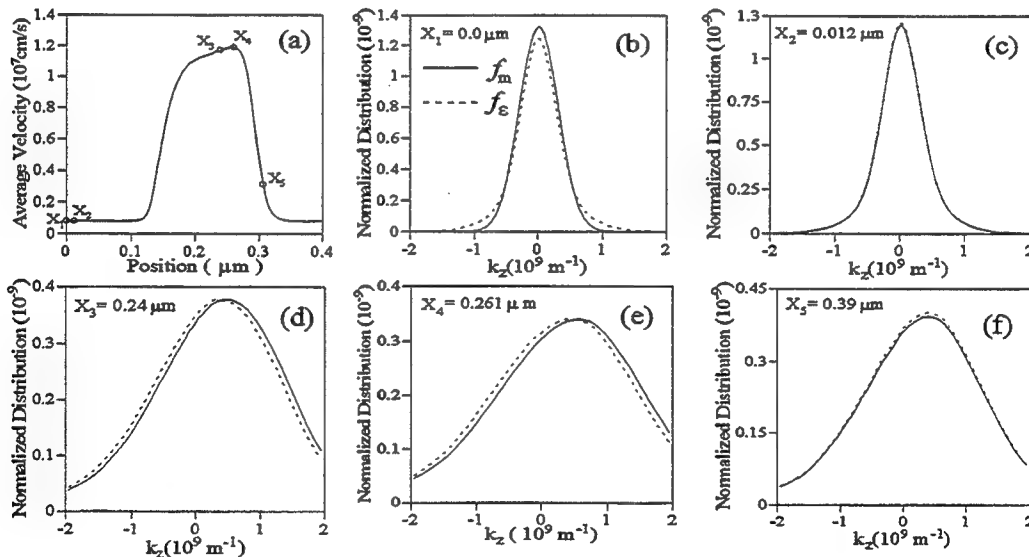 (a)
Average Velocity (10⁷cm/s)
1.6
1.4
1.2
1.0
0.8
0.6
0.4
0.2
0
X₃
X₄
X₅
X
X₂
0
0.1
0.2
0.3
0.4
Position ( μm)
(b)
X₁= 0.0 μm
fₘ
f_ε
Normalized Distribution (10⁻⁹)
1.4
1.2
1
0.8
0.6
0.4
0.2
0
-2
-1
0
1
2
k_z(10⁹ m⁻¹)
(c)
X₂ = 0.012 μm
Normalized Distribution (10⁻⁹)
1.3
1
0.75
0.5
0.25
0
-2
-1
0
1
2
k_z(10⁹ m⁻¹)
(d)
X₃= 0.24 μm
Normalized Distribution (10⁻⁹)
0.4
0.3
0.2
0.1
0
-2
-1
0
1
2
k_z(10⁹ m⁻¹)
(e)
X₄ = 0.261 μ m
Normalized Distribution (10⁻⁹)
0.4
0.3
0.2
0.1
0
-2
-1
0
1
2
k_z ( 10⁹ m⁻¹)
(f)
X₅= 0.39 μm
Normalized Distribution (10⁻⁹)
0.45
0.3
0.15
0
-2
-1
0
1
2
k_z(10⁹ m⁻¹)